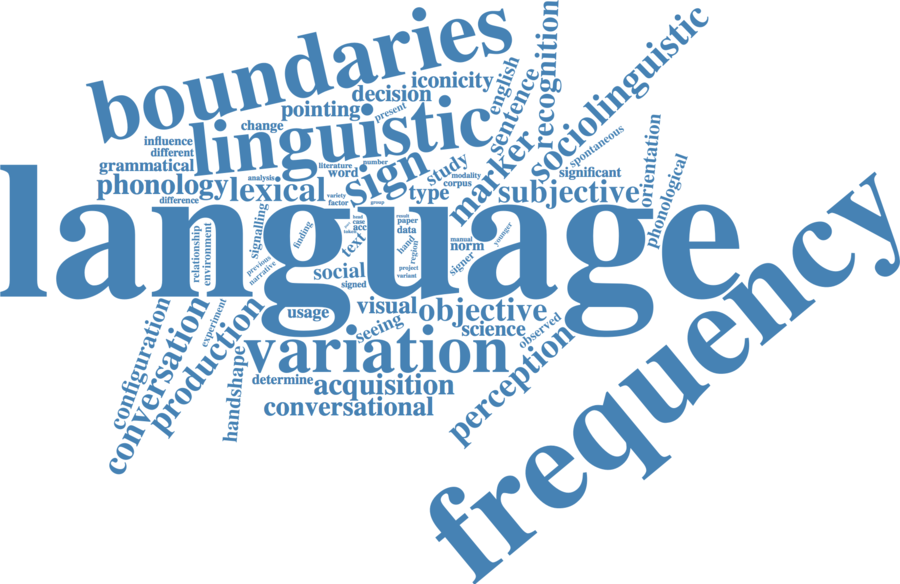 boundaries
iconicity
english
recognition
sociolinguistic
decision
pointing
present
sentence
change
linguistic
influence
different
grammatical
literature
number
word
sign
study
marker
spontaneous
significant
orientation
phonology
lexical
analysis
modality
corpus
type
subjective
phonological
difference
variety
factor
group
language
frequency
relationship
environment
signalling
finding
text
head
case
acc
result
paper
data
hand
region
manual
norm
younger
signer
previous
narrative
social
signed
project
variant
usage
visual
objective
seeing
science
observed
configuration
conversation
experiment
production
handshape
variation
perception
determine
acquisition
conversational